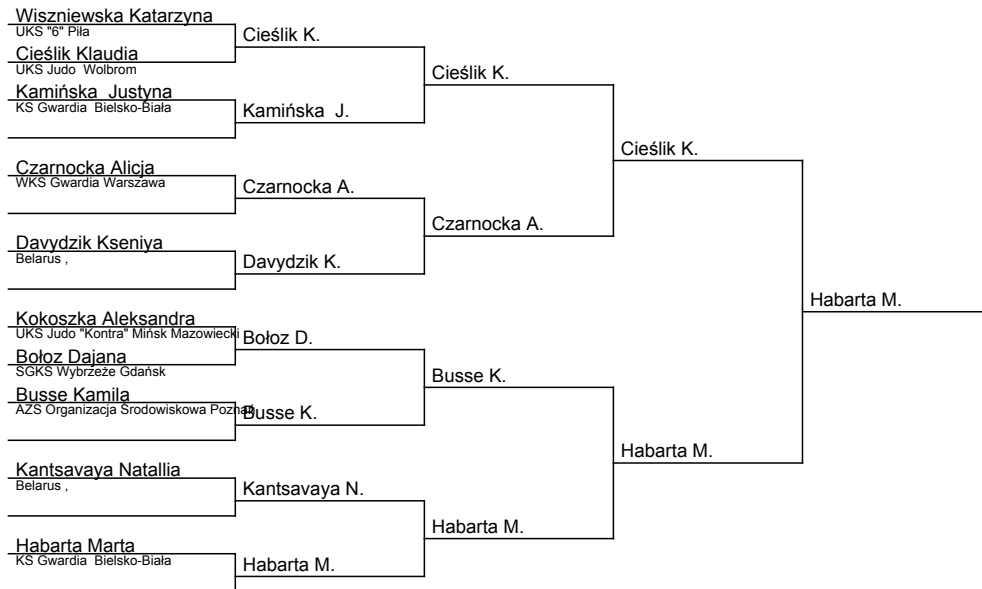 Wiszniewska Katarzyna
UKS "6" Piła
Cieślik K.
Cieślik Klaudia
UKS Judo  Wolbrom
Cieślik K.
Kamińska  Justyna
KS Gwardia  Bielsko-Biała
Kamińska  J.
Cieślik K.
Czarnocka Alicja
WKS Gwardia Warszawa
Czarnocka A.
Czarnocka A.
Davydzik Kseniya
Belarus ,
Davydzik K.
Habarta M.
Kokoszka Aleksandra
UKS Judo "Kontra" Mińsk Mazowiecki
Bołoz D.
Bołoz Dajana
SGKS Wybrzeże Gdańsk
Busse K.
Busse Kamila
AZS Organizacja Środowiskowa Poznań
Busse K.
Habarta M.
Kantsavaya Natallia
Belarus ,
Kantsavaya N.
Habarta M.
Habarta Marta
KS Gwardia  Bielsko-Biała
Habarta M.